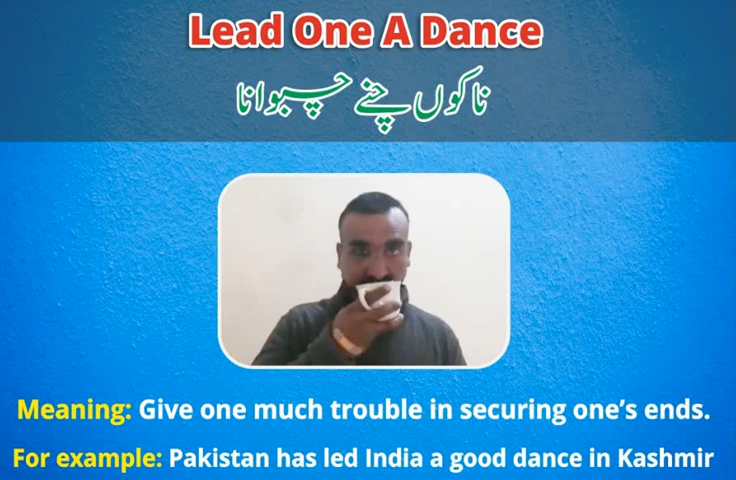 Lead One A Dance
ناکوں چنے چبوانا
Meaning: Give one much trouble in securing one’s ends.
For example: Pakistan has led India a good dance in Kashmir